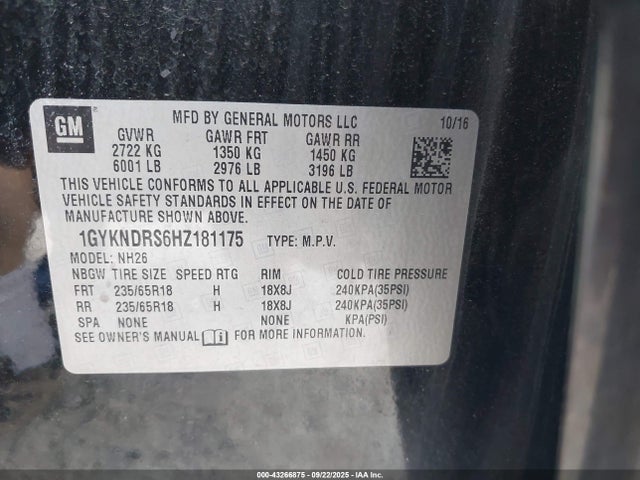 GM
MFD BY GENERAL MOTORS LLC 10/16
GVWR GAWR FRT GAWR RR
2722 KG 1350 KG 1450 KG
6001 LB 2976 LB 3196 LB
THIS VEHICLE CONFORMS TO ALL APPLICABLE U.S. FEDERAL MOTOR
VEHICLE SAFETY STANDARDS IN EFFECT ON THE DATE OF
MANUFACTURE SHOWN ABOVE.
1GYKNDRS6HZ181175 TYPE: M.P.V.
MODEL: NH26
NBGW TIRE SIZE SPEED RTG RIM COLD TIRE PRESSURE
FRT 235/65R18 H 18X8J 240KPA(35PSI)
RR 235/65R18 H 18X8J 240KPA(35PSI)
SPA NONE NONE KPA(PSI)
SEE OWNER'S MANUAL FOR MORE INFORMATION.
000-43266875 - 09/22/2025 - IAA Inc.